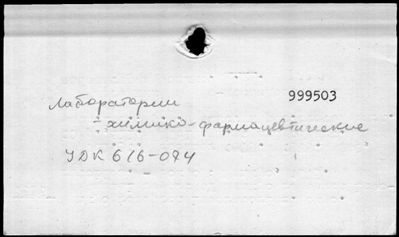 Лаборатории
999503
- химико-фармацевтические
УДК 616-074